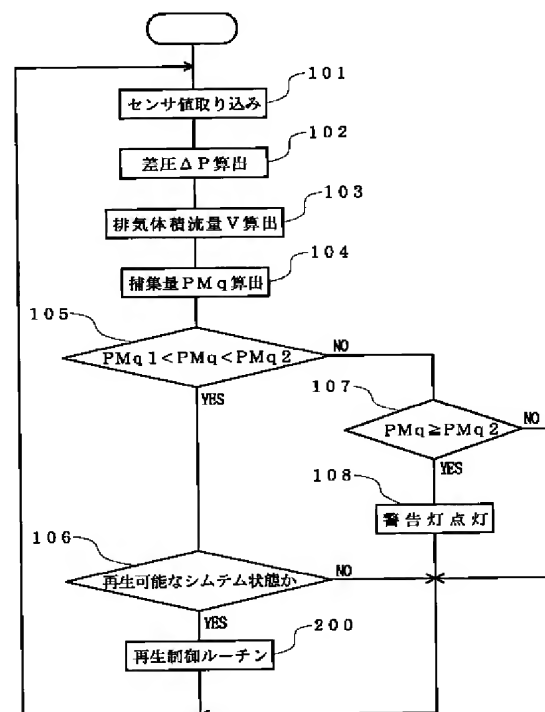 101
センサ値取り込み
102
差圧ΔP算出
103
排気体積流量V算出
104
捕集量PMq算出
105
PMq1<PMq<PMq2
NO
YES
107
PMq≧PMq2
NO
YES
108
警告灯点灯
106
再生可能なシムテム状態か
NO
YES
200
再生制御ルーチン